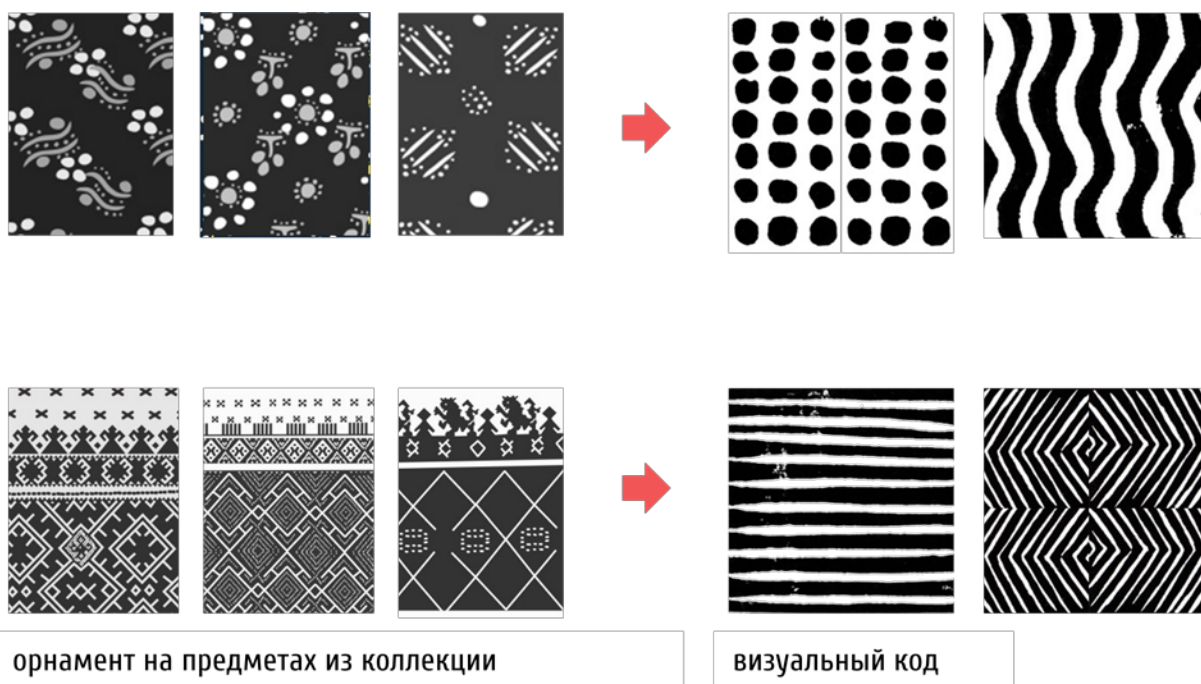 орнамент на предметах из коллекции
визуальный код